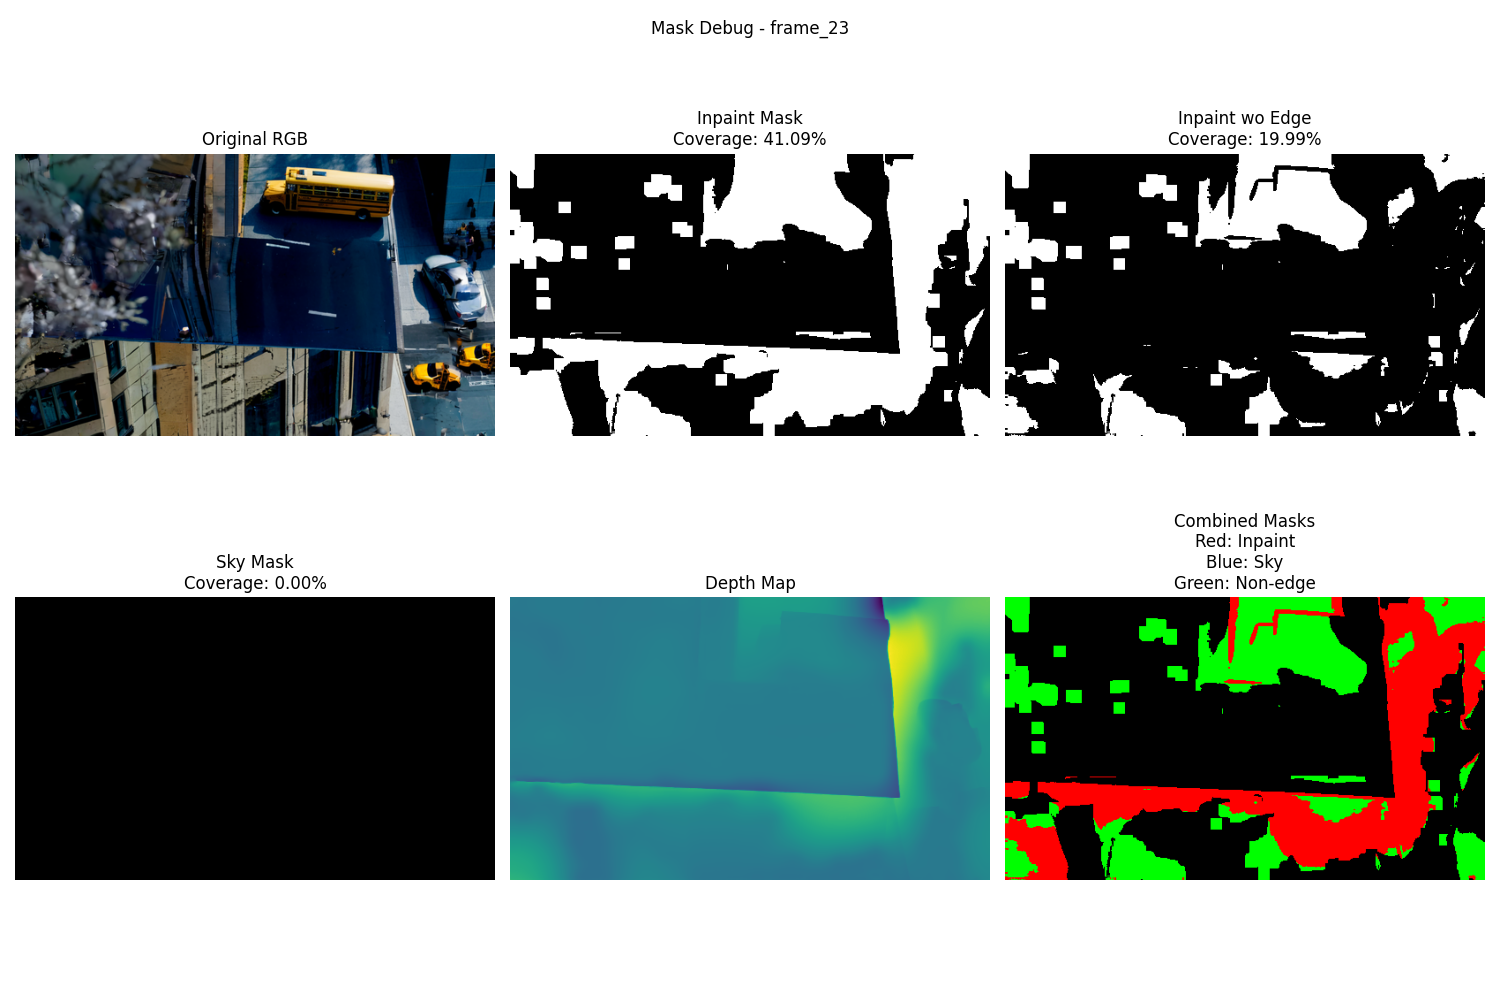 Mask Debug - frame_23
Original RGB
Inpaint Mask
Coverage: 41.09%
Inpaint wo Edge
Coverage: 19.99%
Sky Mask
Coverage: 0.00%
Depth Map
Combined Masks
Red: Inpaint
Blue: Sky
Green: Non-edge